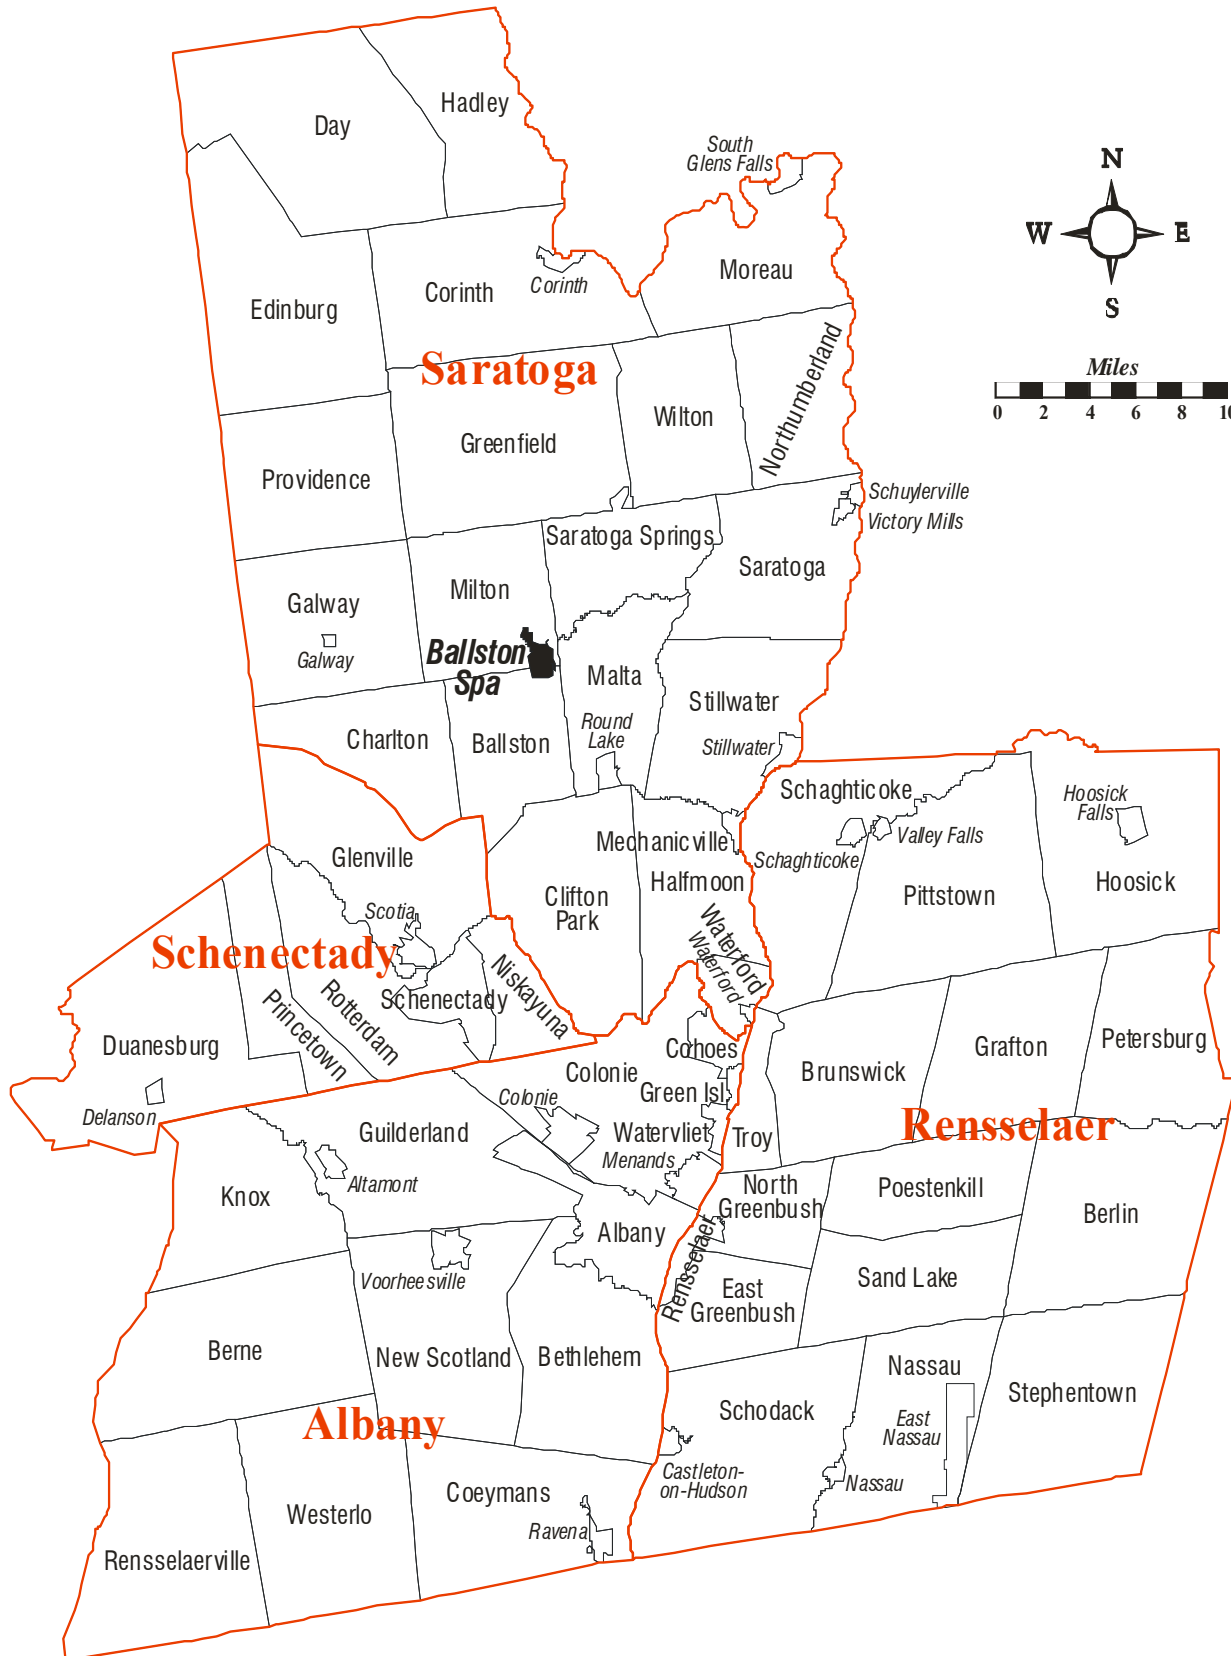 Hadley
Day
South
Glens Falls
N
W
E
S
Moreau
Corinth
Corinth
Edinburg
Northumberland
Saratoga
Miles
0 2 4 6 8 10
Wilton
Greenfield
Providence
Schuylerville
Victory Mills
Saratoga Springs
Saratoga
Milton
Galway
Galway
Ballston
Spa
Malta
Stillwater
Round
Lake
Stillwater
Charlton
Ballston
Schaghticoke
Hoosick
Falls
Mechanicville
Valley Falls
Schaghticoke
Glenville
Halfmoon
Hoosick
Pittstown
Clifton
Park
Scotia
Waterford
Waterford
Schenectady
Niskayuna
Schenectady
Rotterdam
Princetown
Duanesburg
Cohoes
Grafton
Petersburg
Colonie
Brunswick
Green Isl.
Colonie
Delanson
Rensselaer
Guilderland
Watervliet
Troy
Menands
Altamont
Knox
North
Greenbush
Poestenkill
Berlin
Albany
Rensselaer
Voorheesville
Sand Lake
East
Greenbush
Berne
New Scotland
Bethlehem
Nassau
Stephentown
Schodack
Albany
East
Nassau
Castleton-
on-Hudson
Nassau
Coeymans
Westerlo
Ravena
Rensselaerville